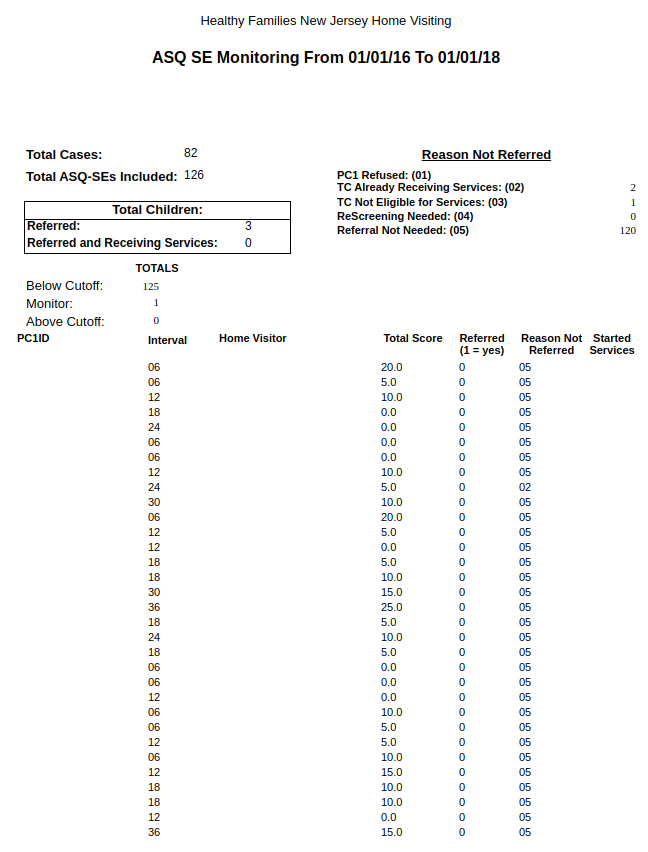 Healthy Families New Jersey Home Visiting
ASQ SE Monitoring From 01/01/16 To 01/01/18
Total Cases: 82
Total ASQ-SEs Included: 126
Total Children:
Referred: 3
Referred and Receiving Services: 0
Reason Not Referred
PC1 Refused: (01)
TC Already Receiving Services: (02) 2
TC Not Eligible for Services: (03) 1
ReScreening Needed: (04) 0
Referral Not Needed: (05) 120
TOTALS
Below Cutoff: 125
Monitor: 1
Above Cutoff: 0
PC1ID Interval Home Visitor Total Score Referred (1 = yes) Reason Not Referred Started Services
06 20.0 0 05
06 5.0 0 05
12 10.0 0 05
18 0.0 0 05
24 0.0 0 05
06 0.0 0 05
06 0.0 0 05
12 10.0 0 05
24 5.0 0 02
30 10.0 0 05
06 20.0 0 05
12 5.0 0 05
12 0.0 0 05
18 5.0 0 05
18 10.0 0 05
30 15.0 0 05
36 25.0 0 05
18 5.0 0 05
24 10.0 0 05
18 5.0 0 05
06 0.0 0 05
06 0.0 0 05
12 0.0 0 05
06 10.0 0 05
06 5.0 0 05
12 5.0 0 05
06 10.0 0 05
12 15.0 0 05
18 10.0 0 05
18 10.0 0 05
12 0.0 0 05
36 15.0 0 05